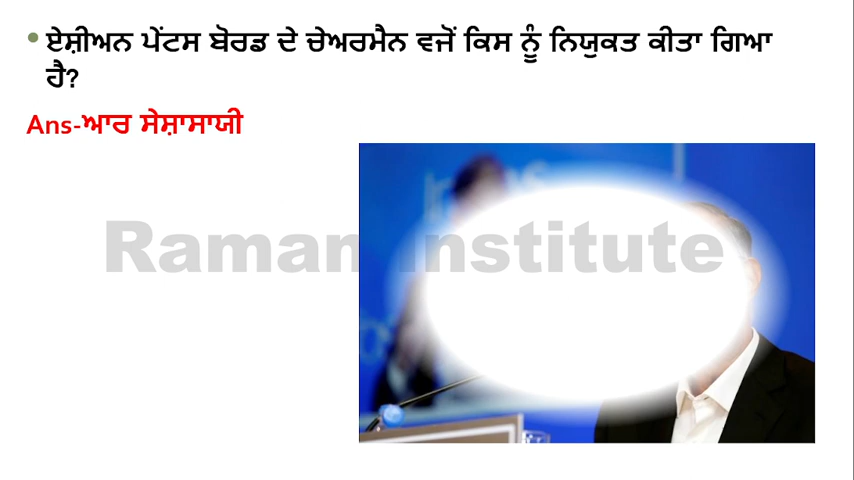 ਏਸ਼ੀਅਨ ਪੇਂਟਸ ਬੋਰਡ ਦੇ ਚੇਅਰਮੈਨ ਵਜੋਂ ਕਿਸ ਨੂੰ ਨਿਯੁਕਤ ਕੀਤਾ ਗਿਆ
ਹੈ?
Ans-ਆਰ ਸੇਸ਼ਾਸਾਯੀ
Raman Institute